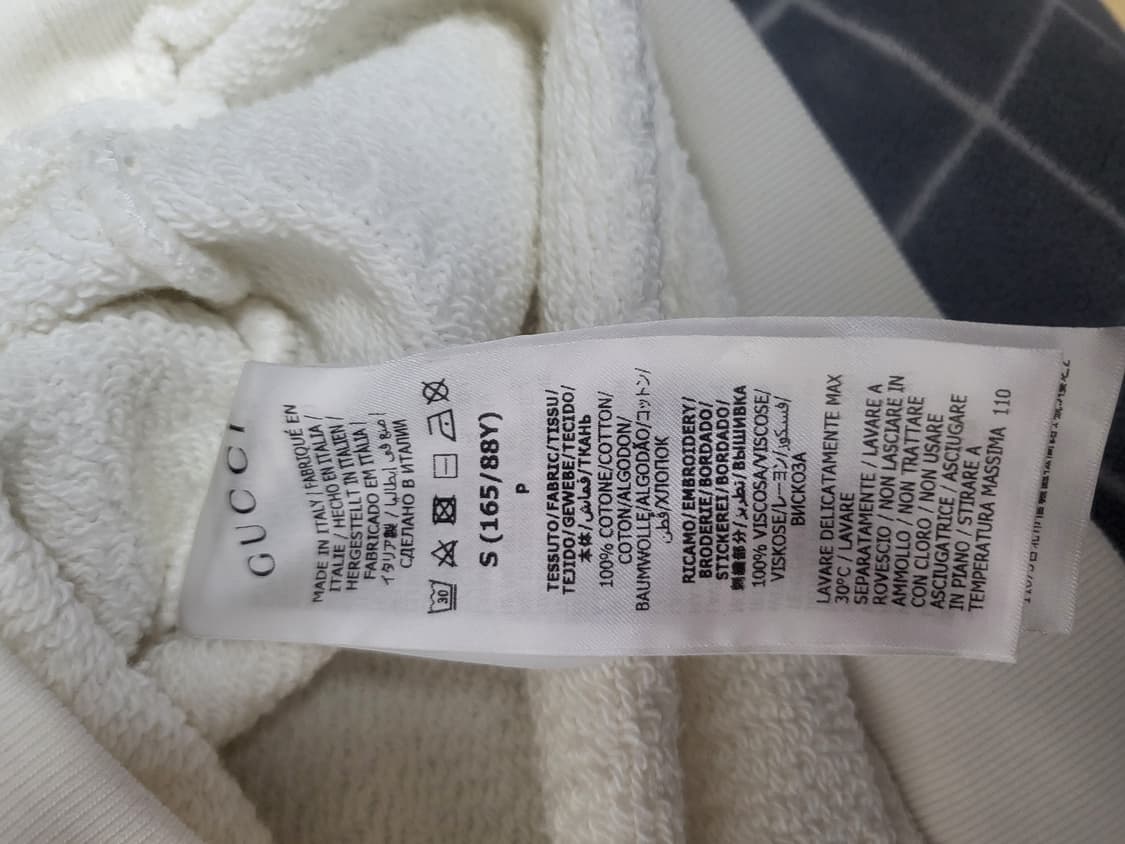 GUCCI
MADE IN ITALY / FABRIQUÉ EN
ITALIE / HECHO EN ITALIA /
HERGESTELLT IN ITALIEN /
FABRICADO EM ITALIA /
イタリア製 / صنع في إيطاليا /
СДЕЛАНО В ИТАЛИИ
30
S (165/88Y)
P
TESSUTO/FABRIC/TISSU/
TEJIDO/GEWEBE/TECIDO/
本体/قماش/ТКАНЬ
100% COTONE/COTTON/
COTON/ALGODON/
BAUMWOLLE/ALGODÃO/コットン/
قطن/ХЛОПОК
RICAMO/EMBROIDERY/
BRODERIE/BORDADO/
STICKEREI/BORDADO/
刺繍部分/تطريز/ВЫШИВКА
100% VISCOSA/VISCOSE/
VISKOSE/レーヨン/فسكوز/
ВИСКОЗА
LAVARE DELICATAMENTE MAX
30°C / LAVARE
SEPARATAMENTE / LAVARE A
ROVESCIO / NON LASCIARE IN
AMMOLLO / NON TRATTARE
CON CLORO / NON USARE
ASCIUGATRICE / ASCIUGARE
IN PIANO / STIRARE A
TEMPERATURA MASSIMA 110